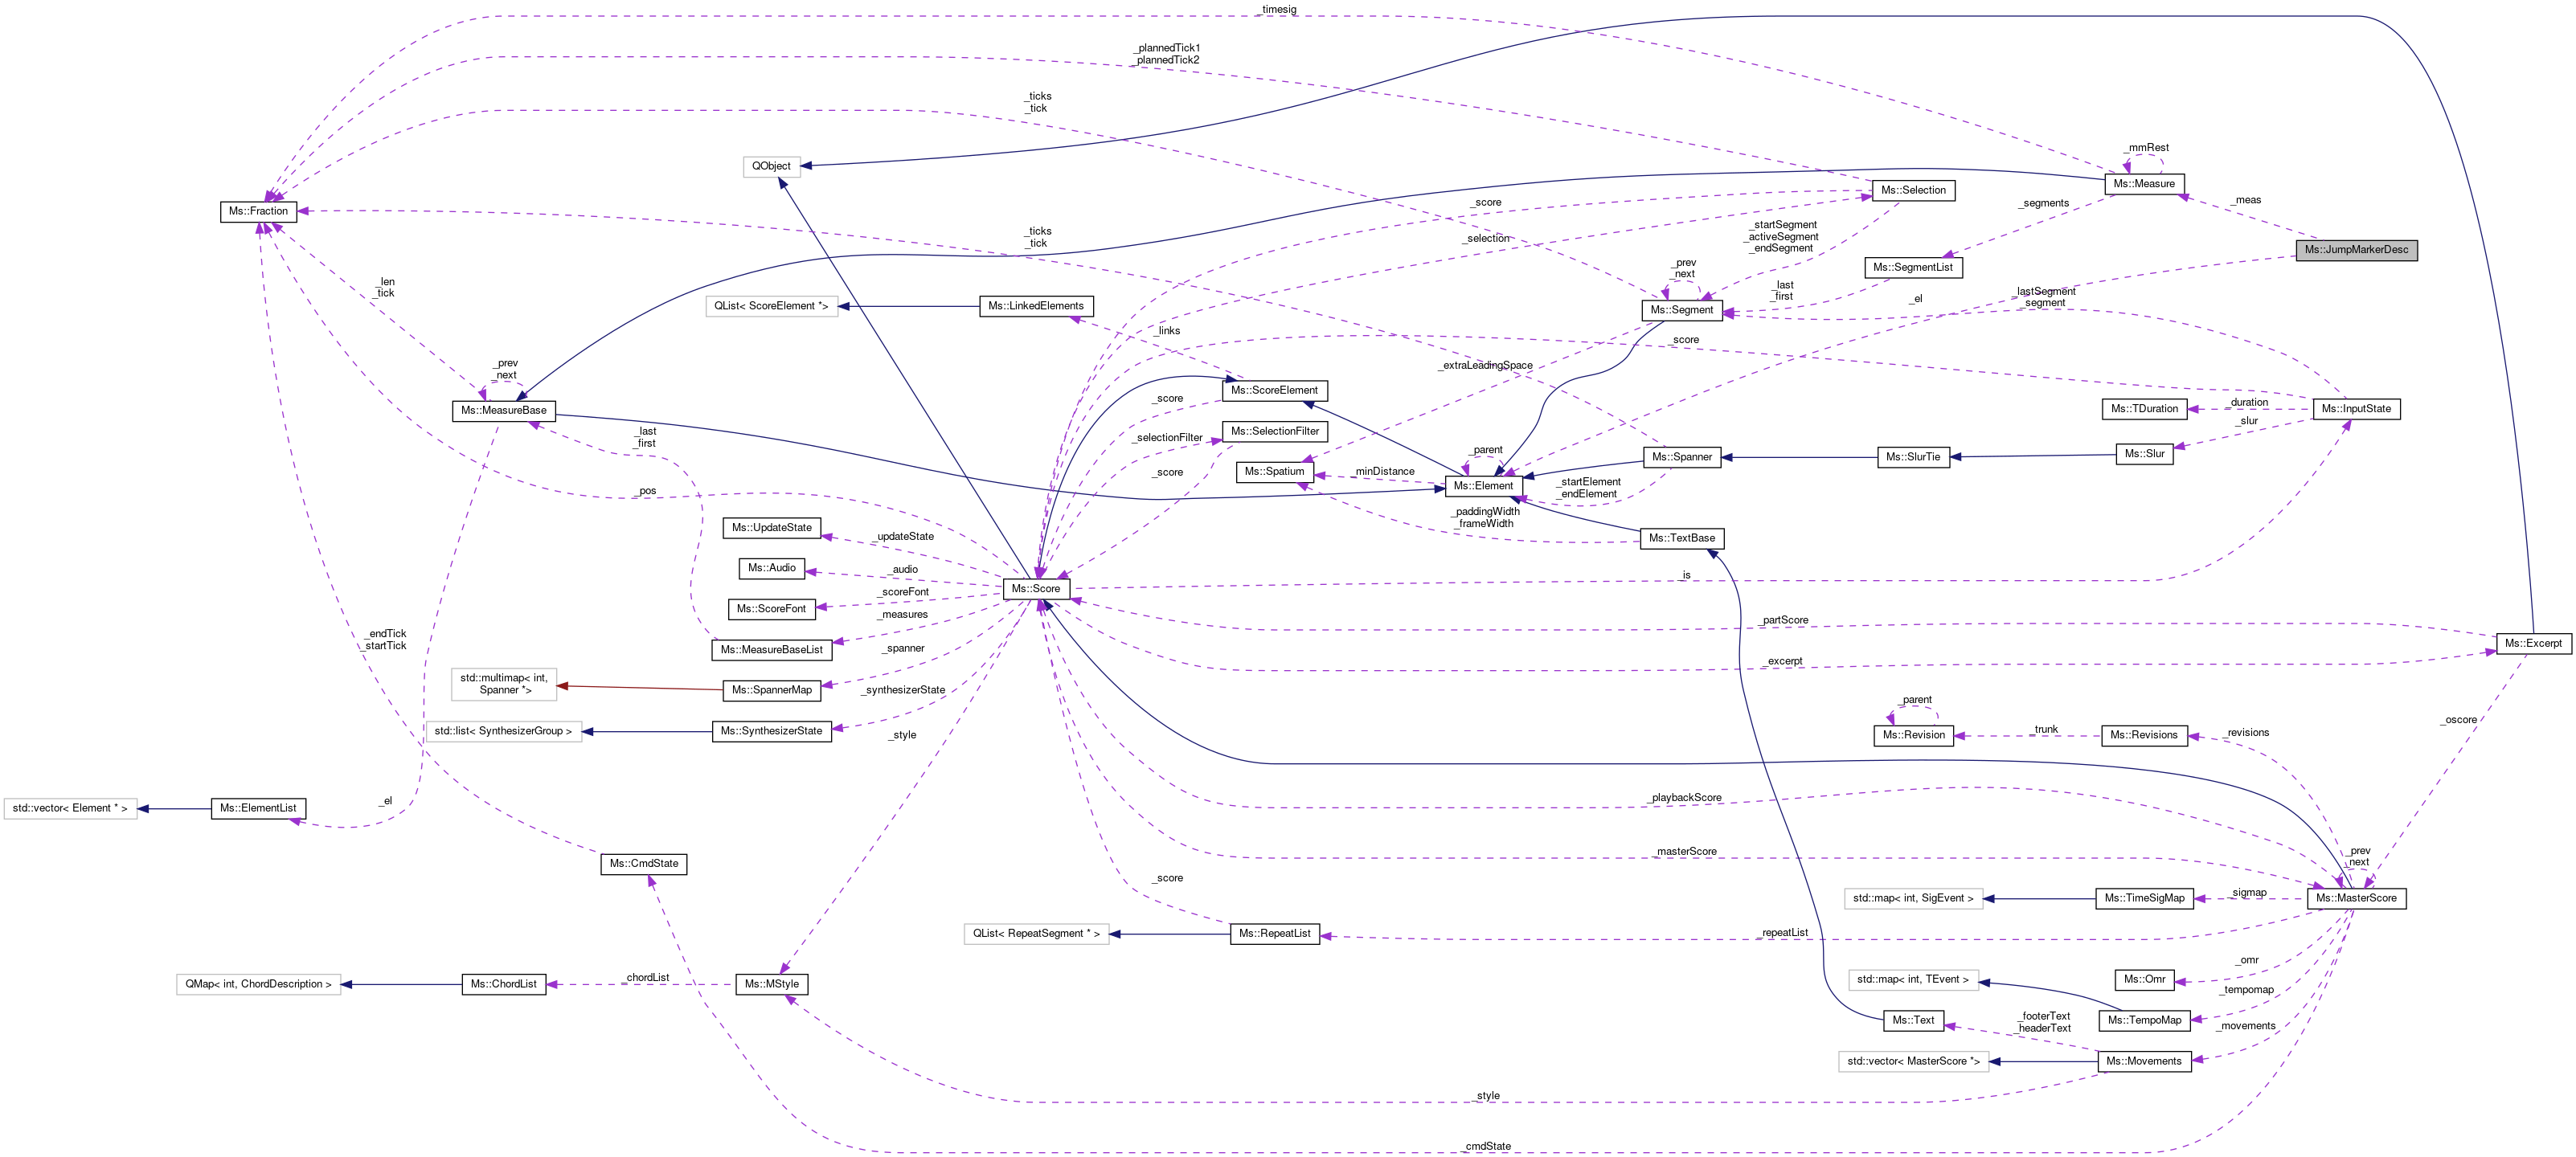 _timesig
_plannedTick1
_plannedTick2
_ticks
_tick
_mmRest
QObject
Ms::Selection
Ms::Measure
Ms::Fraction
_score
_segments
_meas
_ticks
_tick
_selection
_startSegment
_activeSegment
_endSegment
Ms::JumpMarkerDesc
_prev
_next
Ms::SegmentList
_len
_tick
QList< ScoreElement *>
Ms::LinkedElements
Ms::Segment
_last
_first
_el
_lastSegment
_segment
_links
_score
_prev
_next
_extraLeadingSpace
Ms::ScoreElement
Ms::MeasureBase
_score
Ms::TDuration
_duration
Ms::InputState
_last
_first
_selectionFilter
Ms::SelectionFilter
_slur
_parent
Ms::Spanner
Ms::SlurTie
Ms::Slur
_score
Ms::Spatium
_minDistance
Ms::Element
_startElement
_endElement
_pos
_paddingWidth
_frameWidth
Ms::UpdateState
_updateState
Ms::TextBase
Ms::Audio
_audio
Ms::Score
_is
Ms::ScoreFont
_scoreFont
_measures
_partScore
_endTick
_startTick
Ms::MeasureBaseList
_spanner
_excerpt
Ms::Excerpt
std::multimap< int,
Spanner *>
Ms::SpannerMap
_synthesizerState
_parent
std::list< SynthesizerGroup >
Ms::SynthesizerState
_style
Ms::Revision
_trunk
Ms::Revisions
_revisions
_oscore
std::vector< Element * >
Ms::ElementList
_el
_playbackScore
_masterScore
_prev
_next
Ms::CmdState
_score
std::map< int, SigEvent >
Ms::TimeSigMap
_sigmap
Ms::MasterScore
QList< RepeatSegment * >
Ms::RepeatList
_repeatList
_omr
QMap< int, ChordDescription >
Ms::ChordList
_chordList
Ms::MStyle
std::map< int, TEvent >
Ms::Omr
_tempomap
Ms::Text
_footerText
_headerText
Ms::TempoMap
_movements
std::vector< MasterScore *>
Ms::Movements
_style
_cmdState